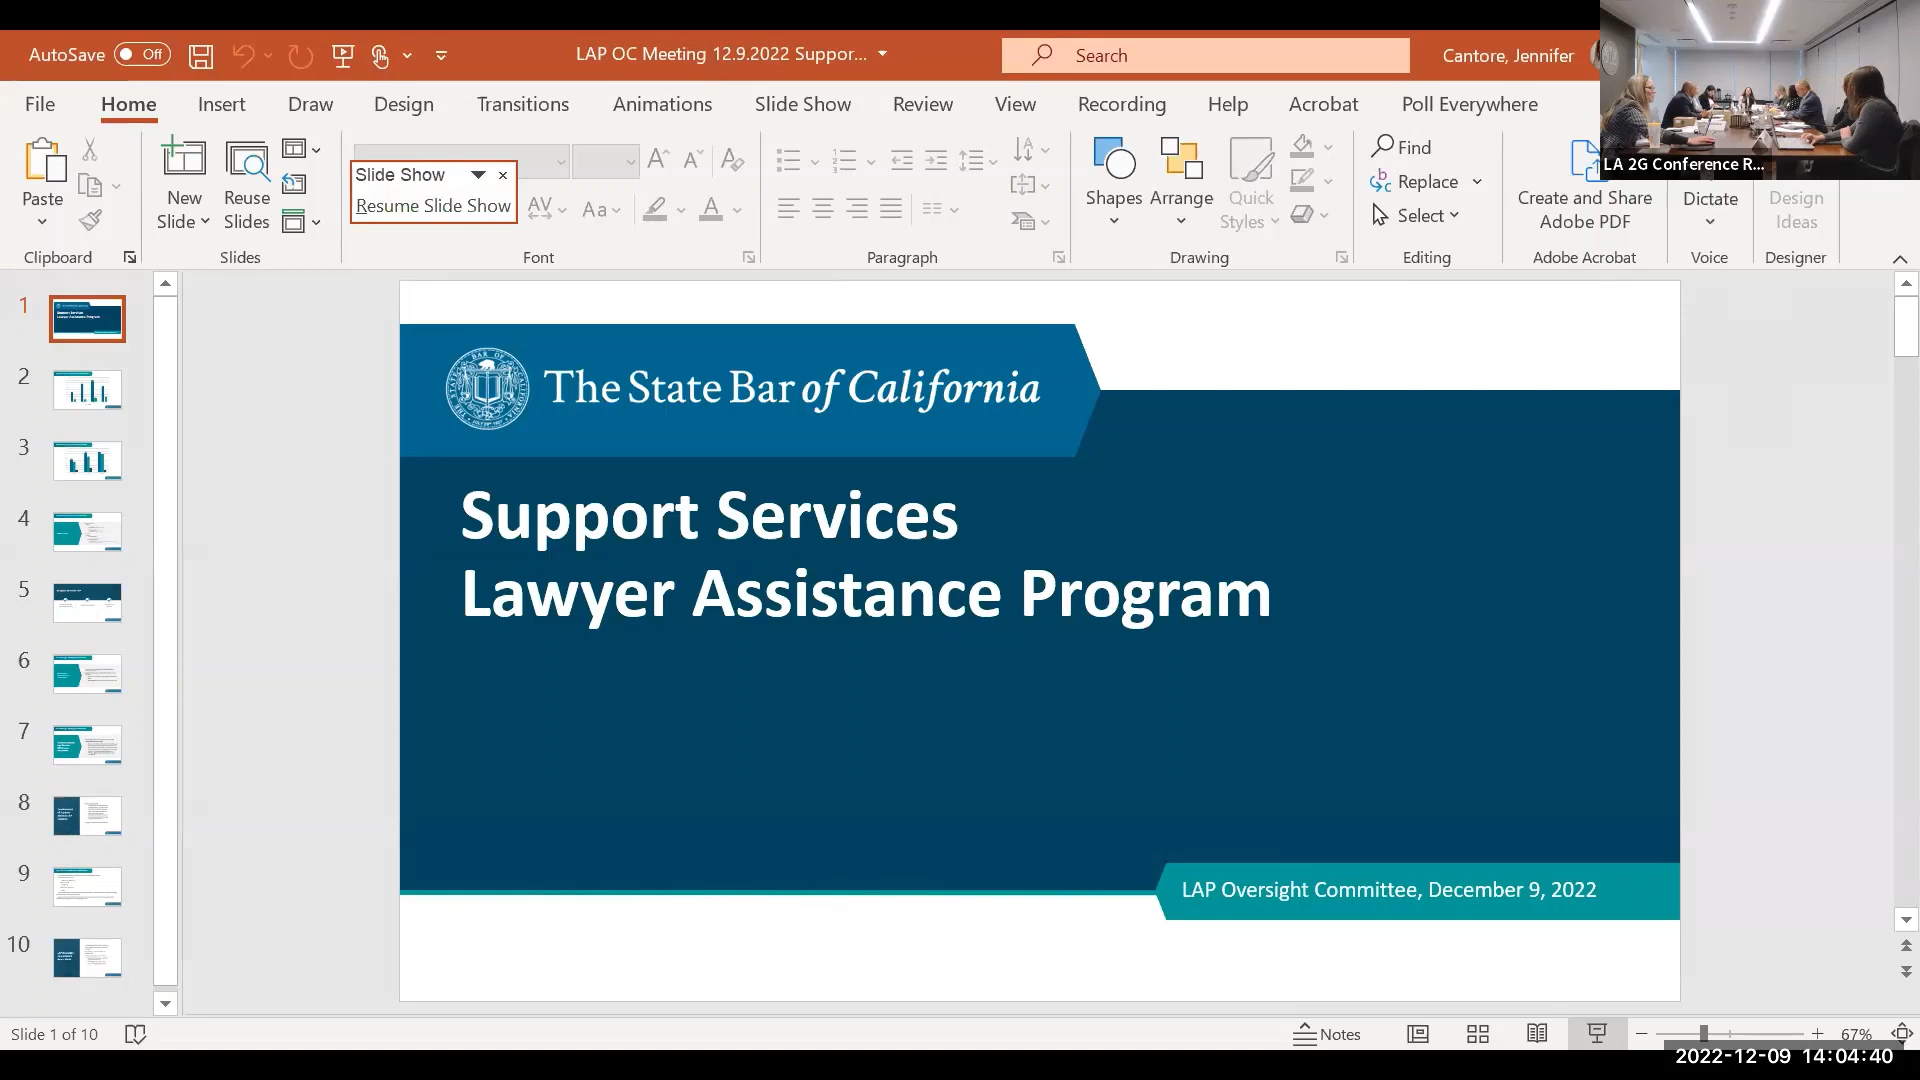 AutoSave Off
LAP OC Meeting 12.9.2022 Suppor...
Search
Cantore, Jennifer
File Home Insert Draw Design Transitions Animations Slide Show Review View Recording Help Acrobat Poll Everywhere
LA 2G Conference R...
Paste
New Slide
Reuse Slides
Slide Show
Resume Slide Show
Shapes
Arrange
Quick Styles
Find
Replace
Select
Create and Share Adobe PDF
Dictate
Design Ideas
Clipboard
Slides
Font
Paragraph
Drawing
Editing
Adobe Acrobat
Voice
Designer
1
2
3
4
5
6
7
8
9
10
The State Bar of California
Support Services
Lawyer Assistance Program
LAP Oversight Committee, December 9, 2022
Slide 1 of 10
Notes
67%
2022-12-09 14:04:40